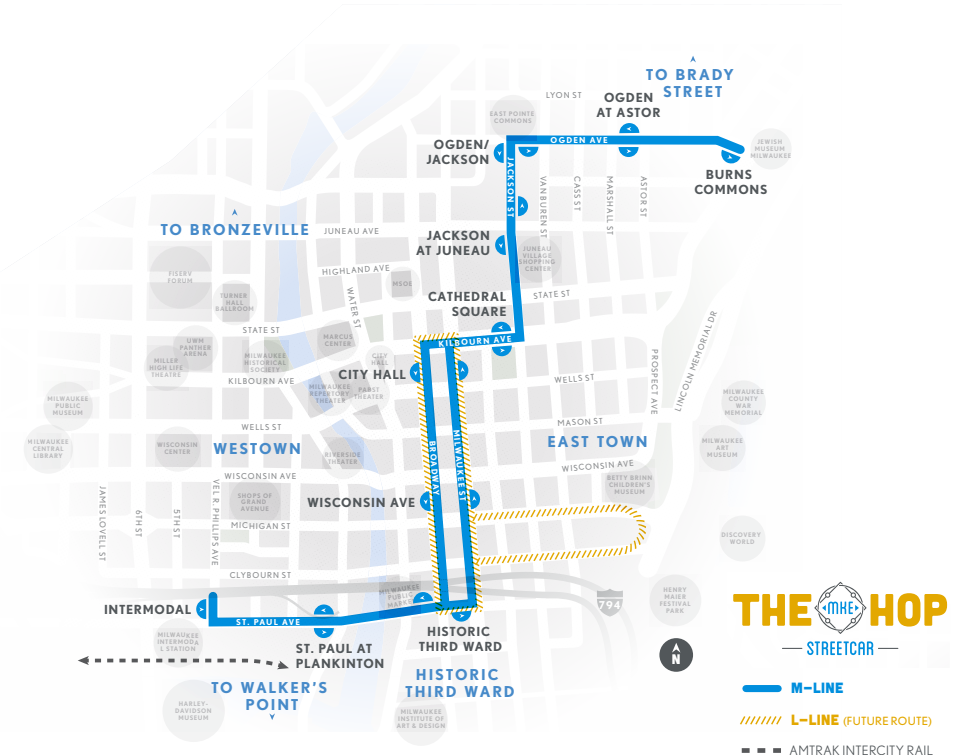 TO BRADY
STREET
LYON ST
OGDEN
AT ASTOR
EAST POINTE
COMMONS
OGDEN/
JACKSON
OGDEN AVE
JEWISH
MUSEUM
MILWAUKEE
BURNS
COMMONS
JACKSON ST
VAN BUREN ST
CASS ST
MARSHALL ST
ASTOR ST
TO BRONZEVILLE
JUNEAU AVE
JACKSON
AT JUNEAU
JUNEAU
VILLAGE
SHOPPING
CENTER
HIGHLAND AVE
FISERV
FORUM
MSOE
TURNER
HALL
BALLROOM
WATER ST
CATHEDRAL
SQUARE
STATE ST
STATE ST
KILBOURN AVE
MARCUS
CENTER
UWM
PANTHER
ARENA
MILLER
HIGH LIFE
THEATRE
MILWAUKEE
HISTORICAL
SOCIETY
CITY
HALL
CITY HALL
KILBOURN AVE
MILWAUKEE
REPERTORY
THEATER
PABST
THEATER
WELLS ST
PROSPECT AVE
LINCOLN MEMORIAL DR
MILWAUKEE
PUBLIC
MUSEUM
MILWAUKEE
COUNTY
WAR
MEMORIAL
WELLS ST
MASON ST
MILWAUKEE
CENTRAL
LIBRARY
WISCONSIN
CENTER
WESTOWN
RIVERSIDE
THEATER
BROADWAY
MILWAUKEE ST
EAST TOWN
MILWAUKEE
ART
MUSEUM
WISCONSIN AVE
WISCONSIN AVE
BETTY BRINN
CHILDREN'S
MUSEUM
SHOPS OF
GRAND
AVENUE
WISCONSIN AVE
JAMES LOVELL ST
6TH ST
5TH ST
VEL R. PHILLIPS AVE
MICHIGAN ST
DISCOVERY
WORLD
CLYBOURN ST
MILWAUKEE
PUBLIC
MARKET
794
HENRY
MAIER
FESTIVAL
PARK
INTERMODAL
ST. PAUL AVE
MILWAUKEE
INTERMODA
L STATION
ST. PAUL AT
PLANKINTON
HISTORIC
THIRD WARD
HISTORIC
THIRD WARD
N
TO WALKER'S
POINT
HARLEY-
DAVIDSON
MUSEUM
MILWAUKEE
INSTITUTE OF
ART & DESIGN
THE MKE HOP
STREETCAR
M-LINE
L-LINE (FUTURE ROUTE)
AMTRAK INTERCITY RAIL